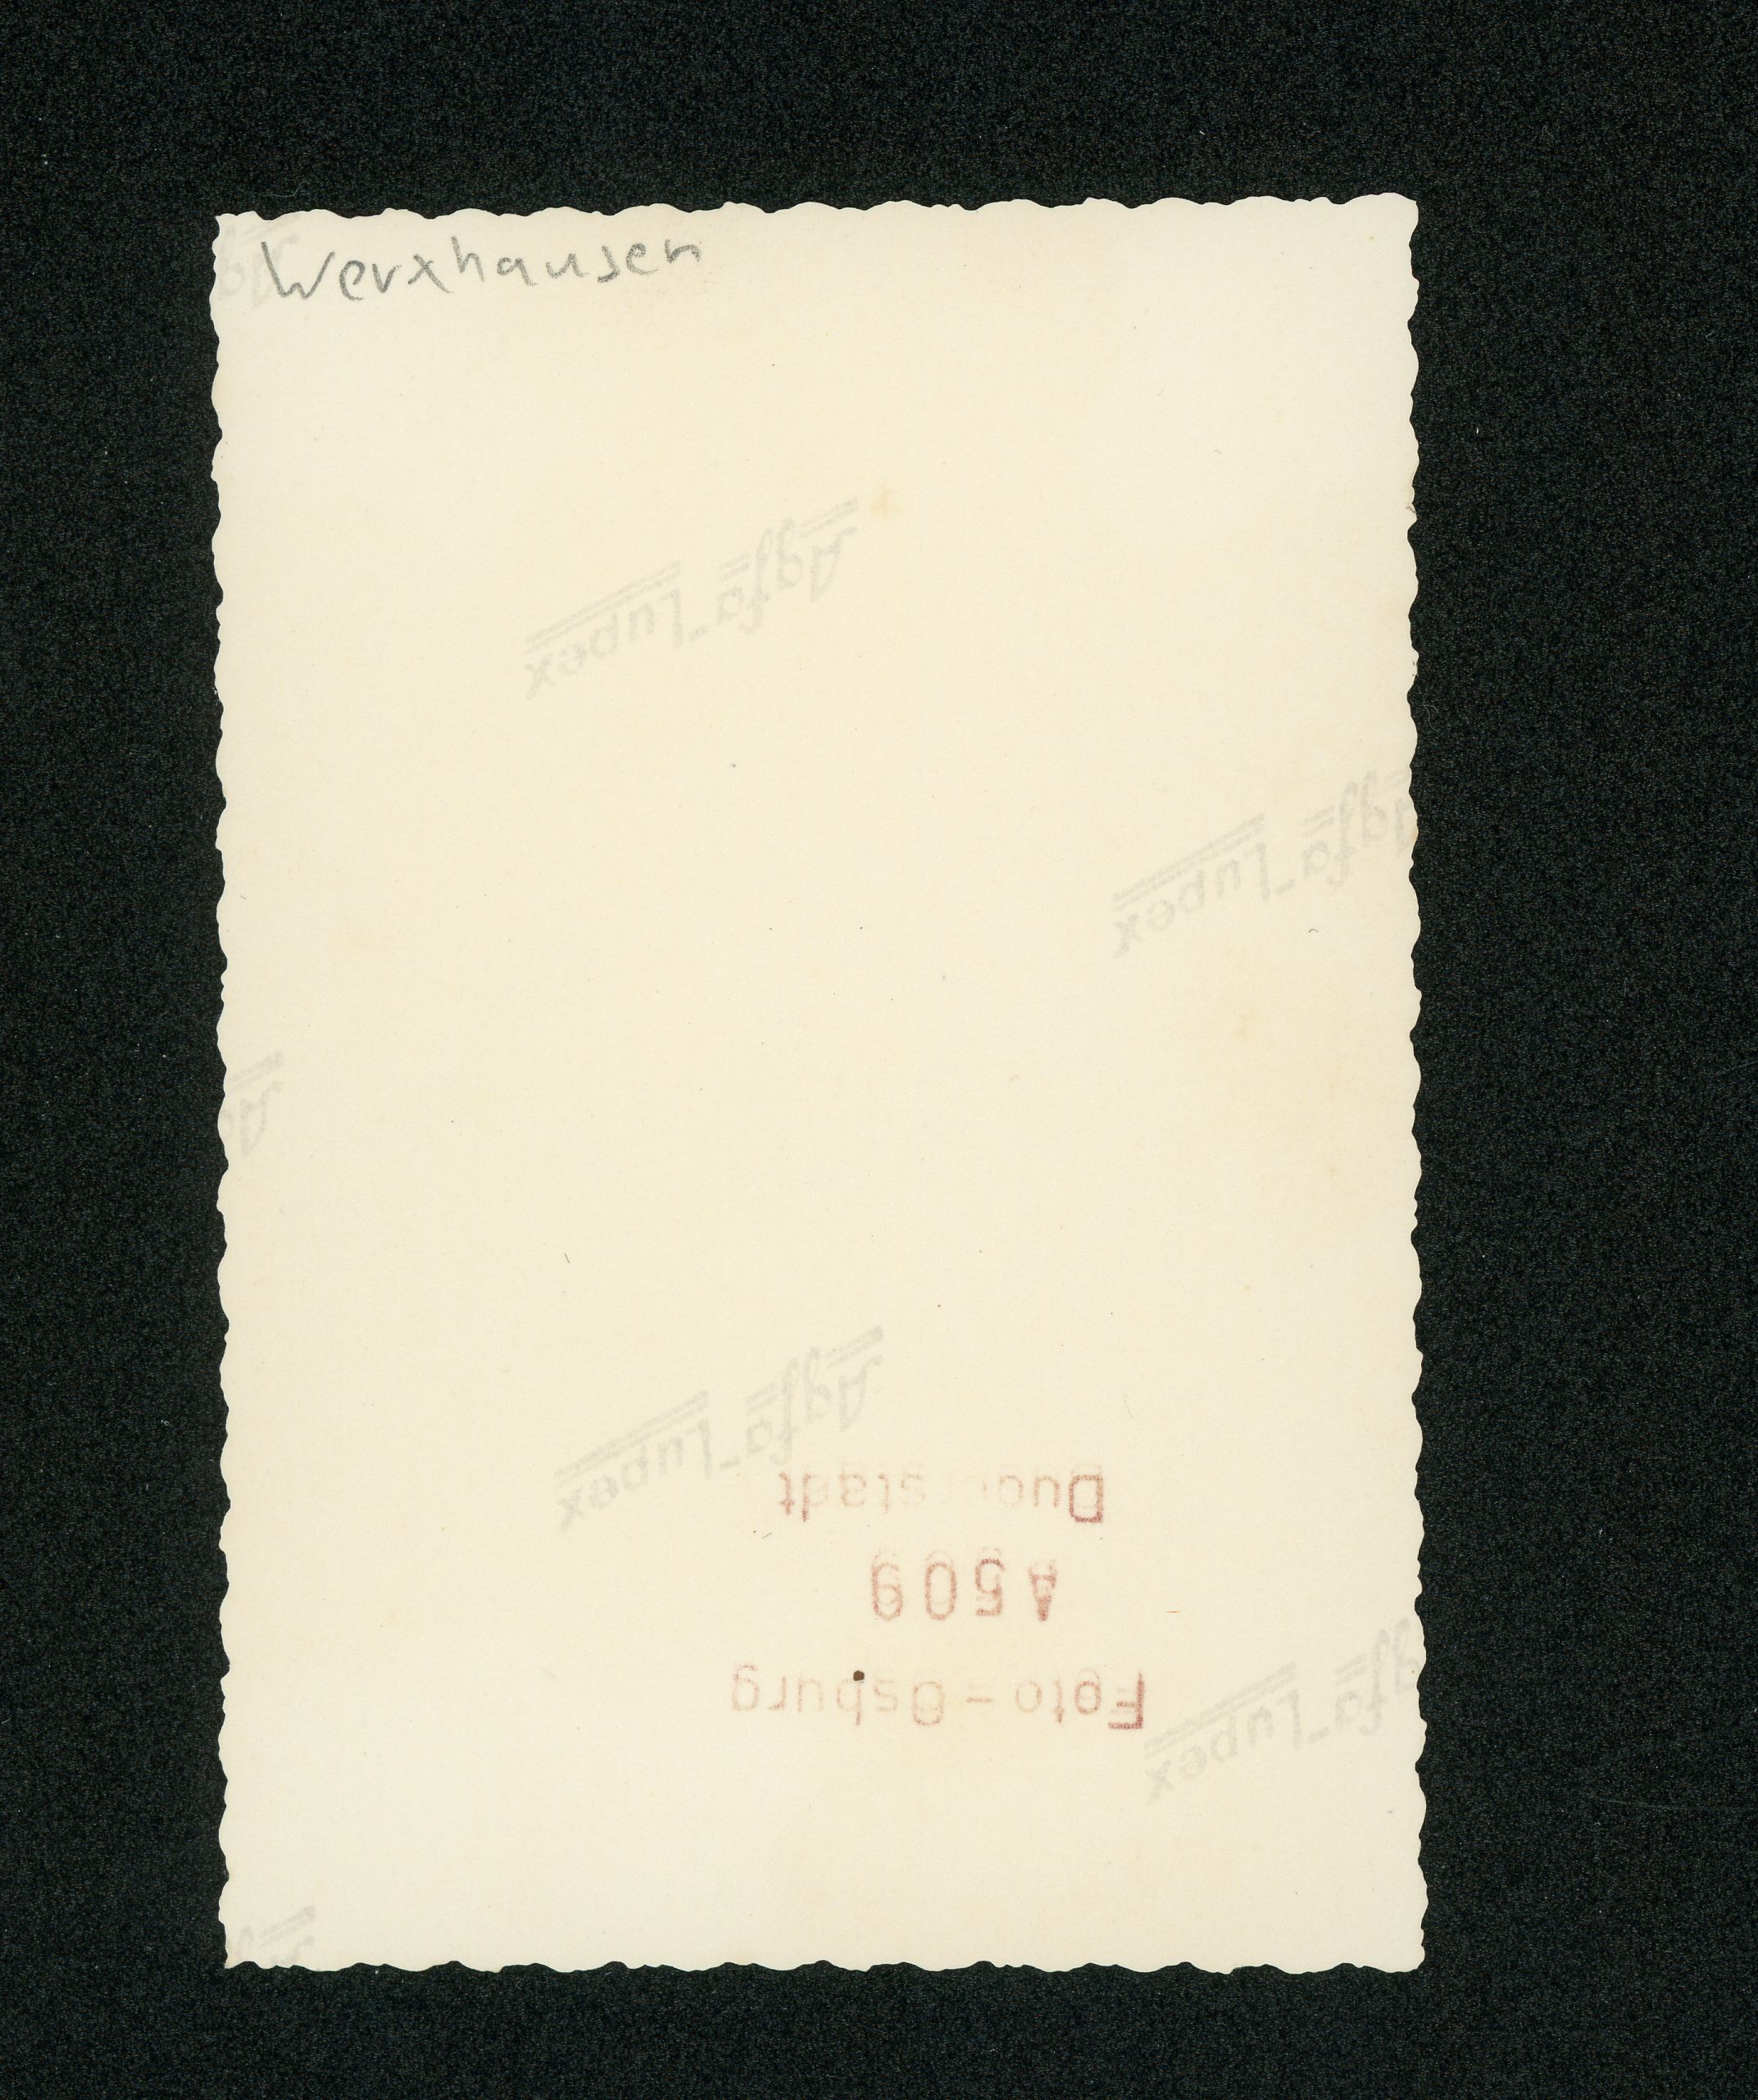 Werxhausen
Agfa-Lupex
Agfa-Lupex
Agfa-Lupex
Agfa-Lupex
Foto-Osburg
A509
Duderstadt